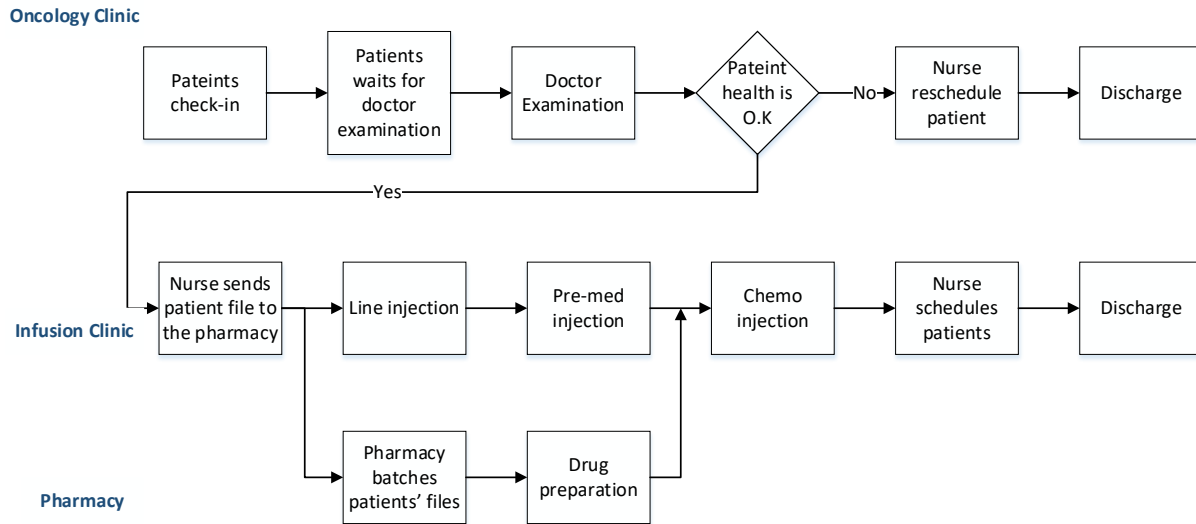 Oncology Clinic
Pateints
check-in
Patients
waits for
doctor
examination
Doctor
Examination
Pateint
health is
O.K
No
Nurse
reschedule
patient
Discharge
Yes
Nurse sends
patient file to
the pharmacy
Line injection
Pre-med
injection
Chemo
injection
Nurse
schedules
patients
Discharge
Infusion Clinic
Pharmacy
batches
patients’ files
Drug
preparation
Pharmacy